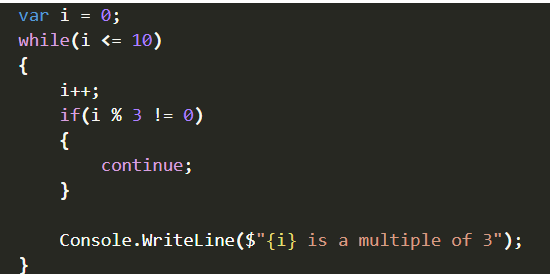 var i = 0;
while(i <= 10)
{
    i++;
    if(i % 3 != 0)
    {
        continue;
    }

    Console.WriteLine($"{i} is a multiple of 3");
}